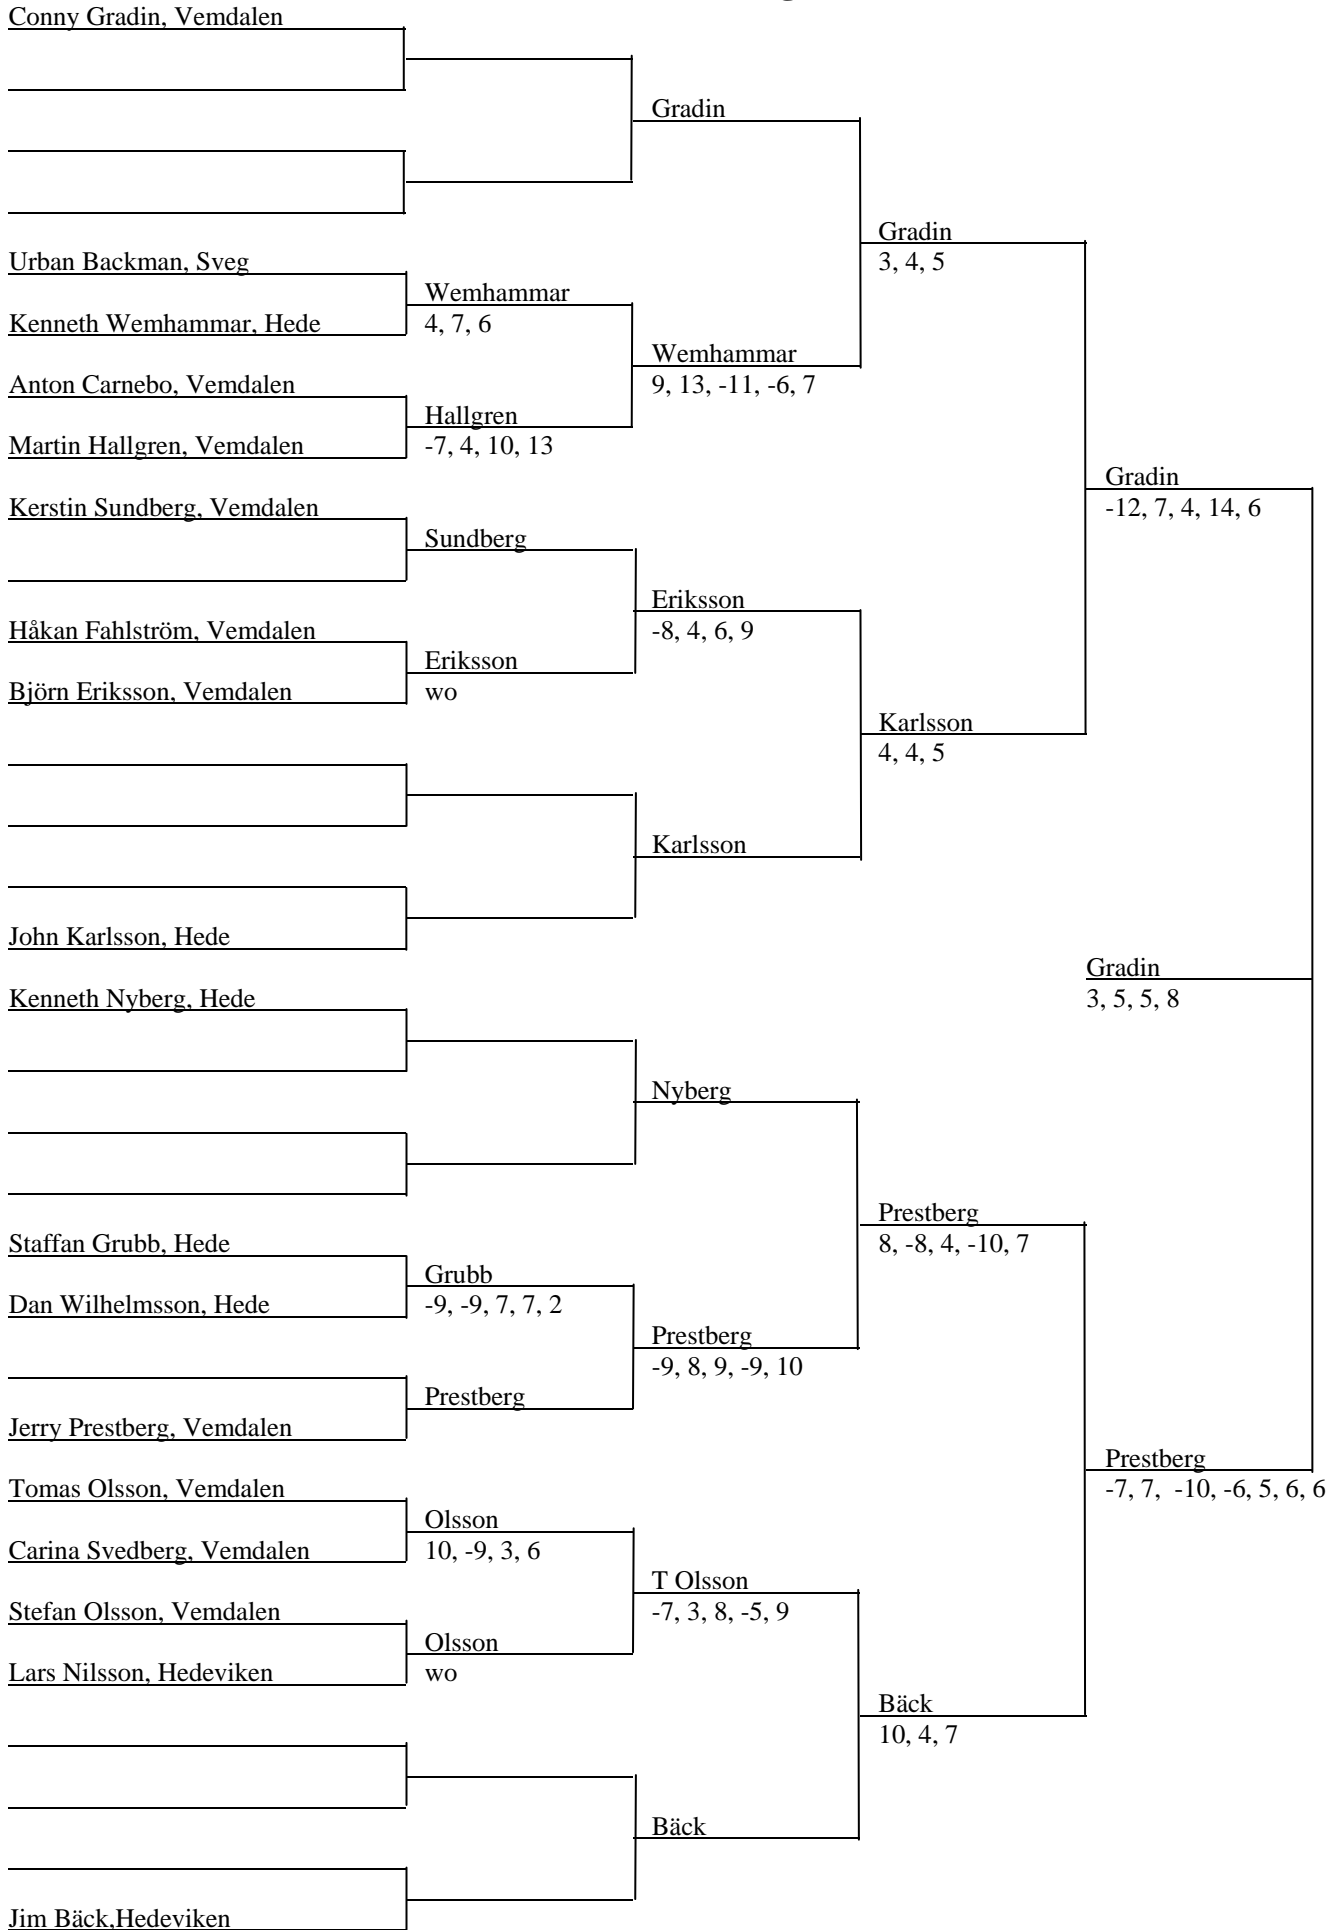 Conny Gradin, Vemdalen
Gradin
Gradin
3, 4, 5
Urban Backman, Sveg
Wemhammar
4, 7, 6
Kenneth Wemhammar, Hede
Wemhammar
9, 13, -11, -6, 7
Anton Carnebo, Vemdalen
Hallgren
-7, 4, 10, 13
Martin Hallgren, Vemdalen
Gradin
-12, 7, 4, 14, 6
Kerstin Sundberg, Vemdalen
Sundberg
Eriksson
-8, 4, 6, 9
Håkan Fahlström, Vemdalen
Eriksson
wo
Björn Eriksson, Vemdalen
Karlsson
4, 4, 5
Karlsson
John Karlsson, Hede
Gradin
3, 5, 5, 8
Kenneth Nyberg, Hede
Nyberg
Prestberg
8, -8, 4, -10, 7
Staffan Grubb, Hede
Grubb
-9, -9, 7, 7, 2
Dan Wilhelmsson, Hede
Prestberg
-9, 8, 9, -9, 10
Prestberg
Jerry Prestberg, Vemdalen
Prestberg
-7, 7, -10, -6, 5, 6, 6
Tomas Olsson, Vemdalen
Olsson
10, -9, 3, 6
Carina Svedberg, Vemdalen
T Olsson
-7, 3, 8, -5, 9
Stefan Olsson, Vemdalen
Olsson
wo
Lars Nilsson, Hedeviken
Bäck
10, 4, 7
Bäck
Jim Bäck,Hedeviken